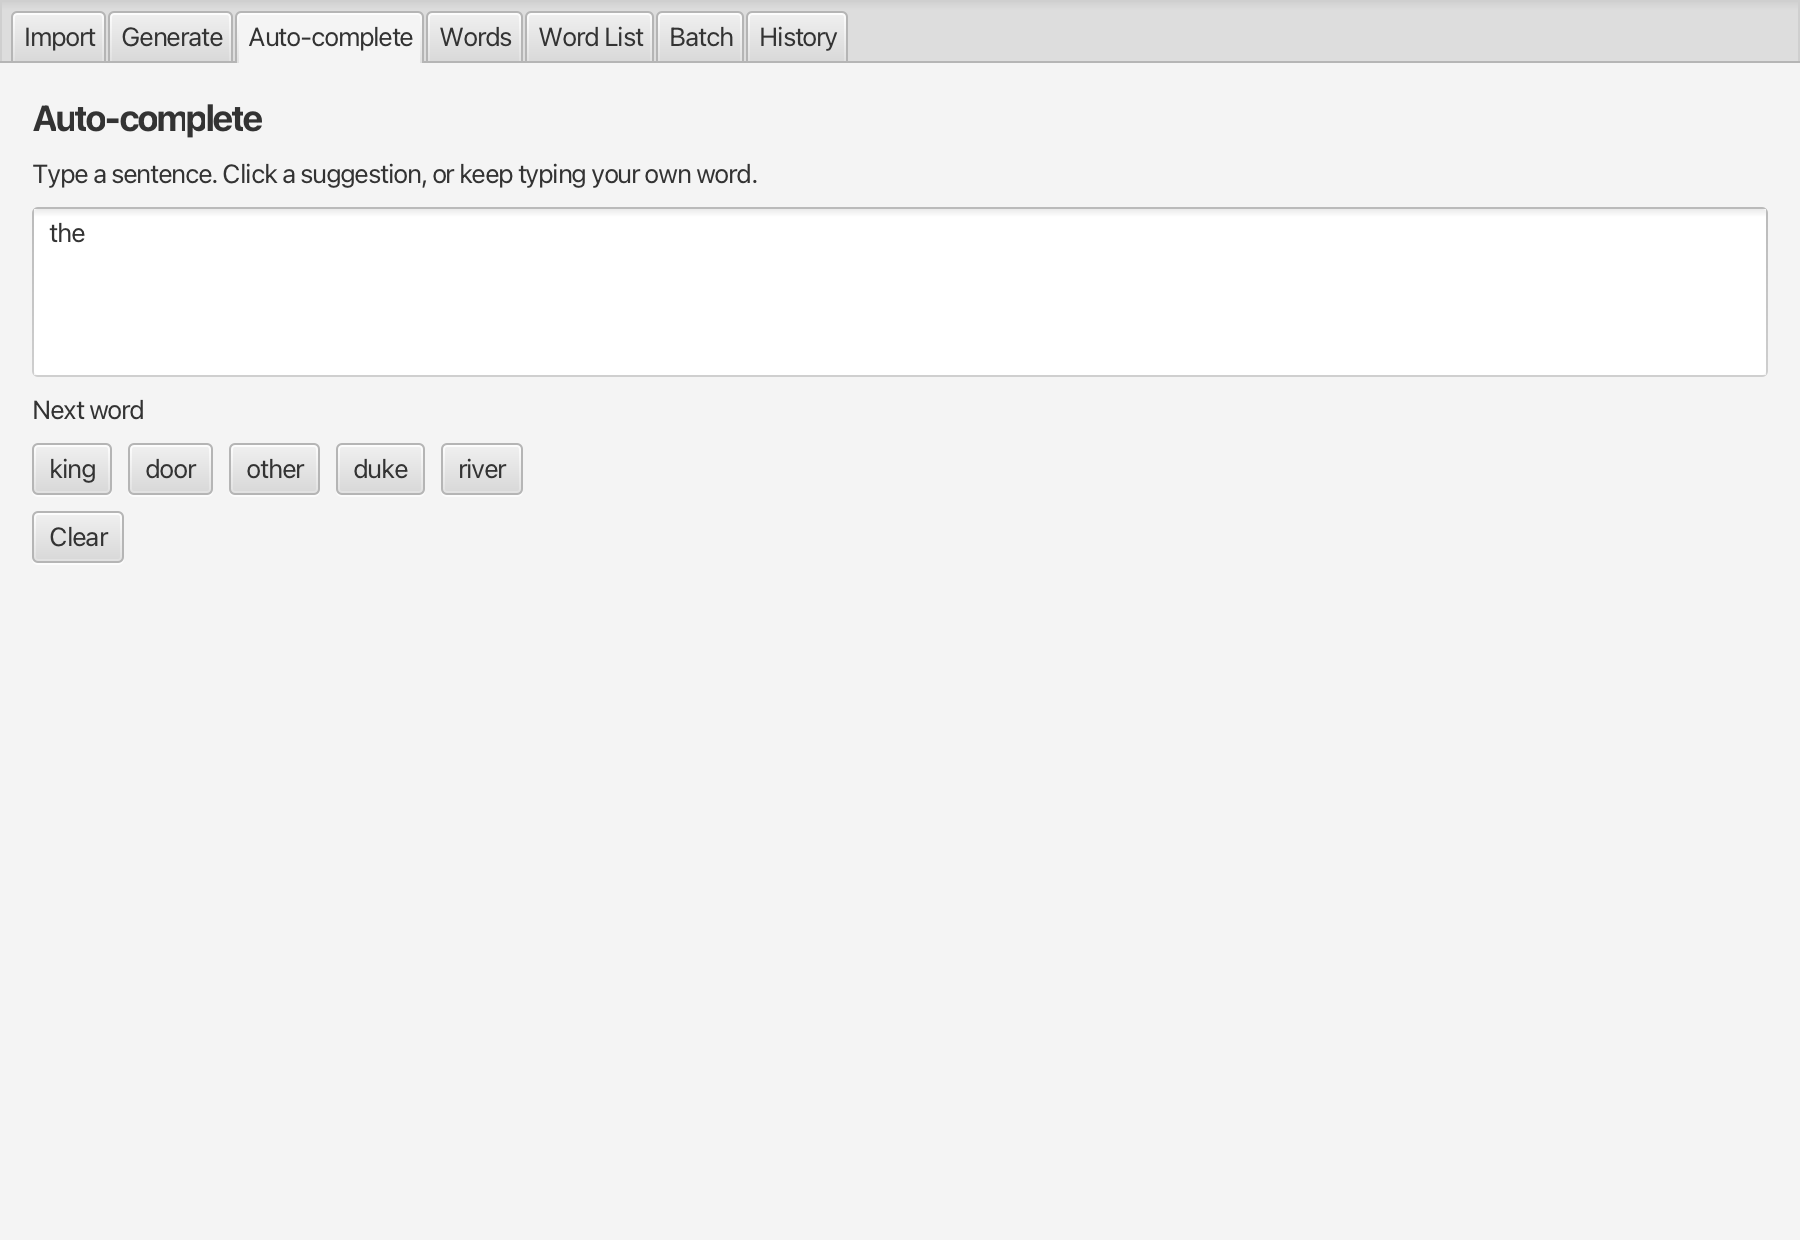 Import Generate Auto-complete Words Word List Batch History
Auto-complete
Type a sentence. Click a suggestion, or keep typing your own word.
the
Next word
king door other duke river
Clear